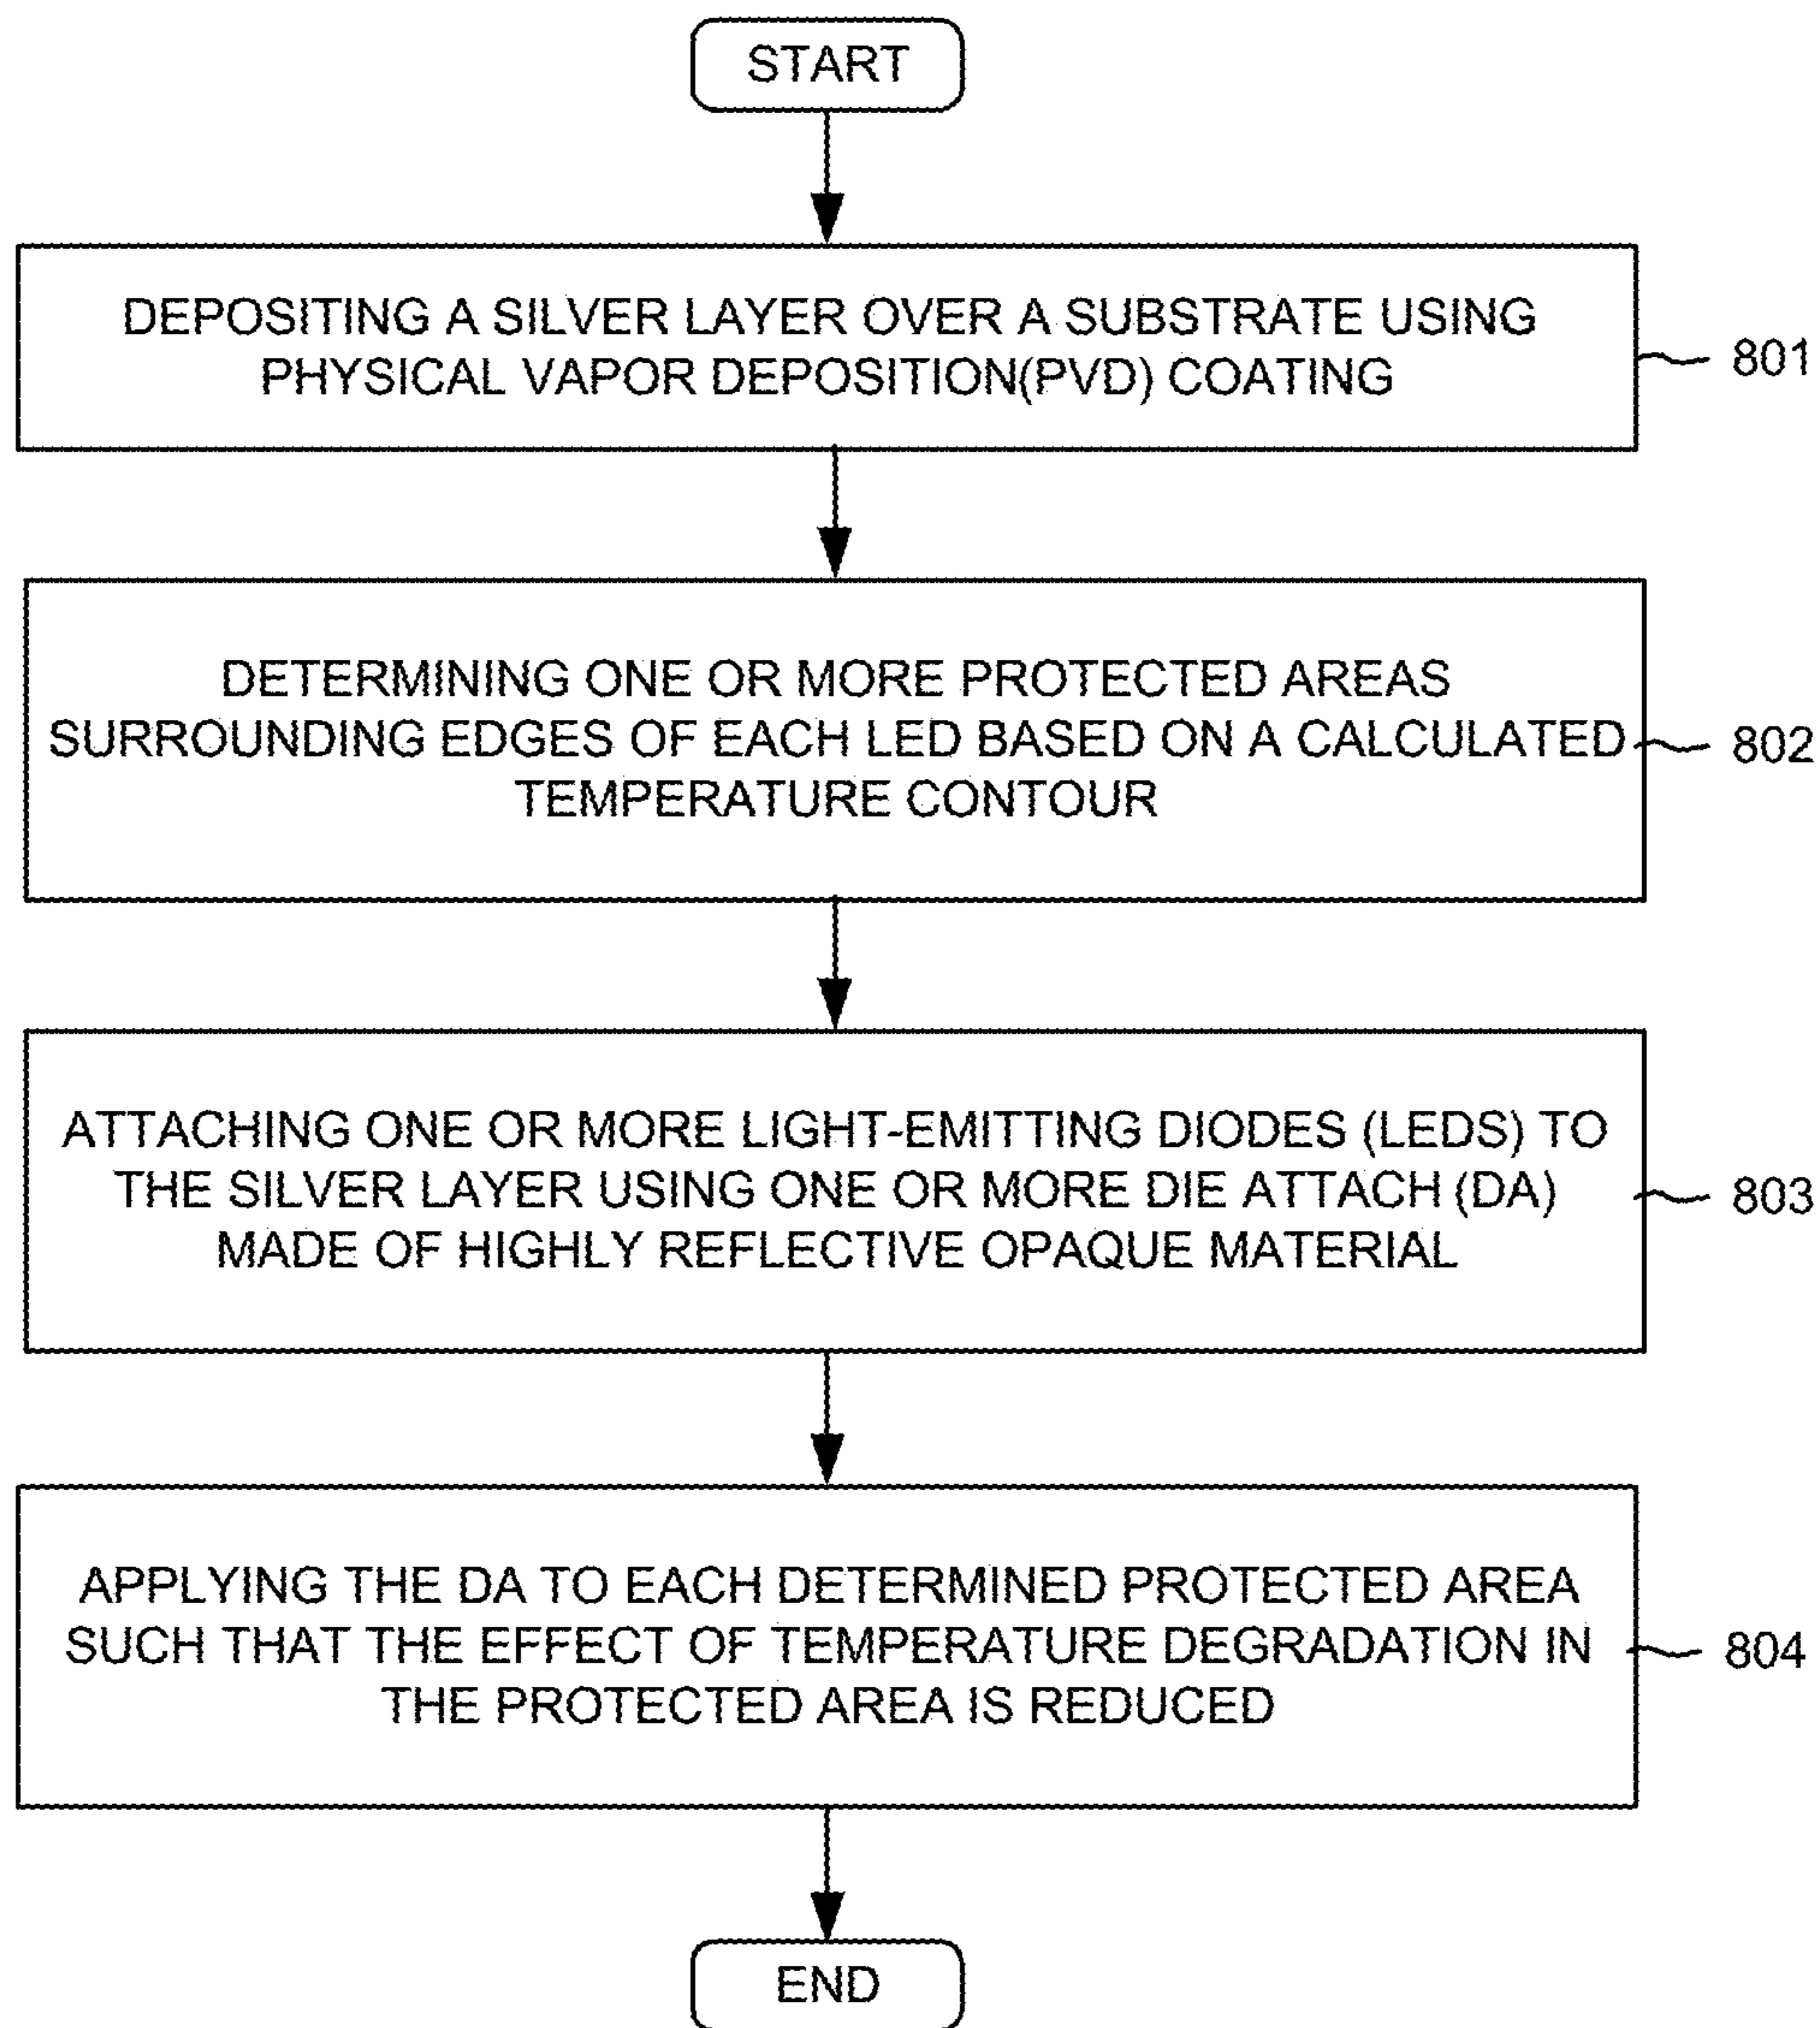 START
DEPOSITING A SILVER LAYER OVER A SUBSTRATE USING
PHYSICAL VAPOR DEPOSITION(PVD) COATING
801
DETERMINING ONE OR MORE PROTECTED AREAS
SURROUNDING EDGES OF EACH LED BASED ON A CALCULATED
TEMPERATURE CONTOUR
802
ATTACHING ONE OR MORE LIGHT-EMITTING DIODES (LEDS) TO
THE SILVER LAYER USING ONE OR MORE DIE ATTACH (DA)
MADE OF HIGHLY REFLECTIVE OPAQUE MATERIAL
803
APPLYING THE DA TO EACH DETERMINED PROTECTED AREA
SUCH THAT THE EFFECT OF TEMPERATURE DEGRADATION IN
THE PROTECTED AREA IS REDUCED
804
END